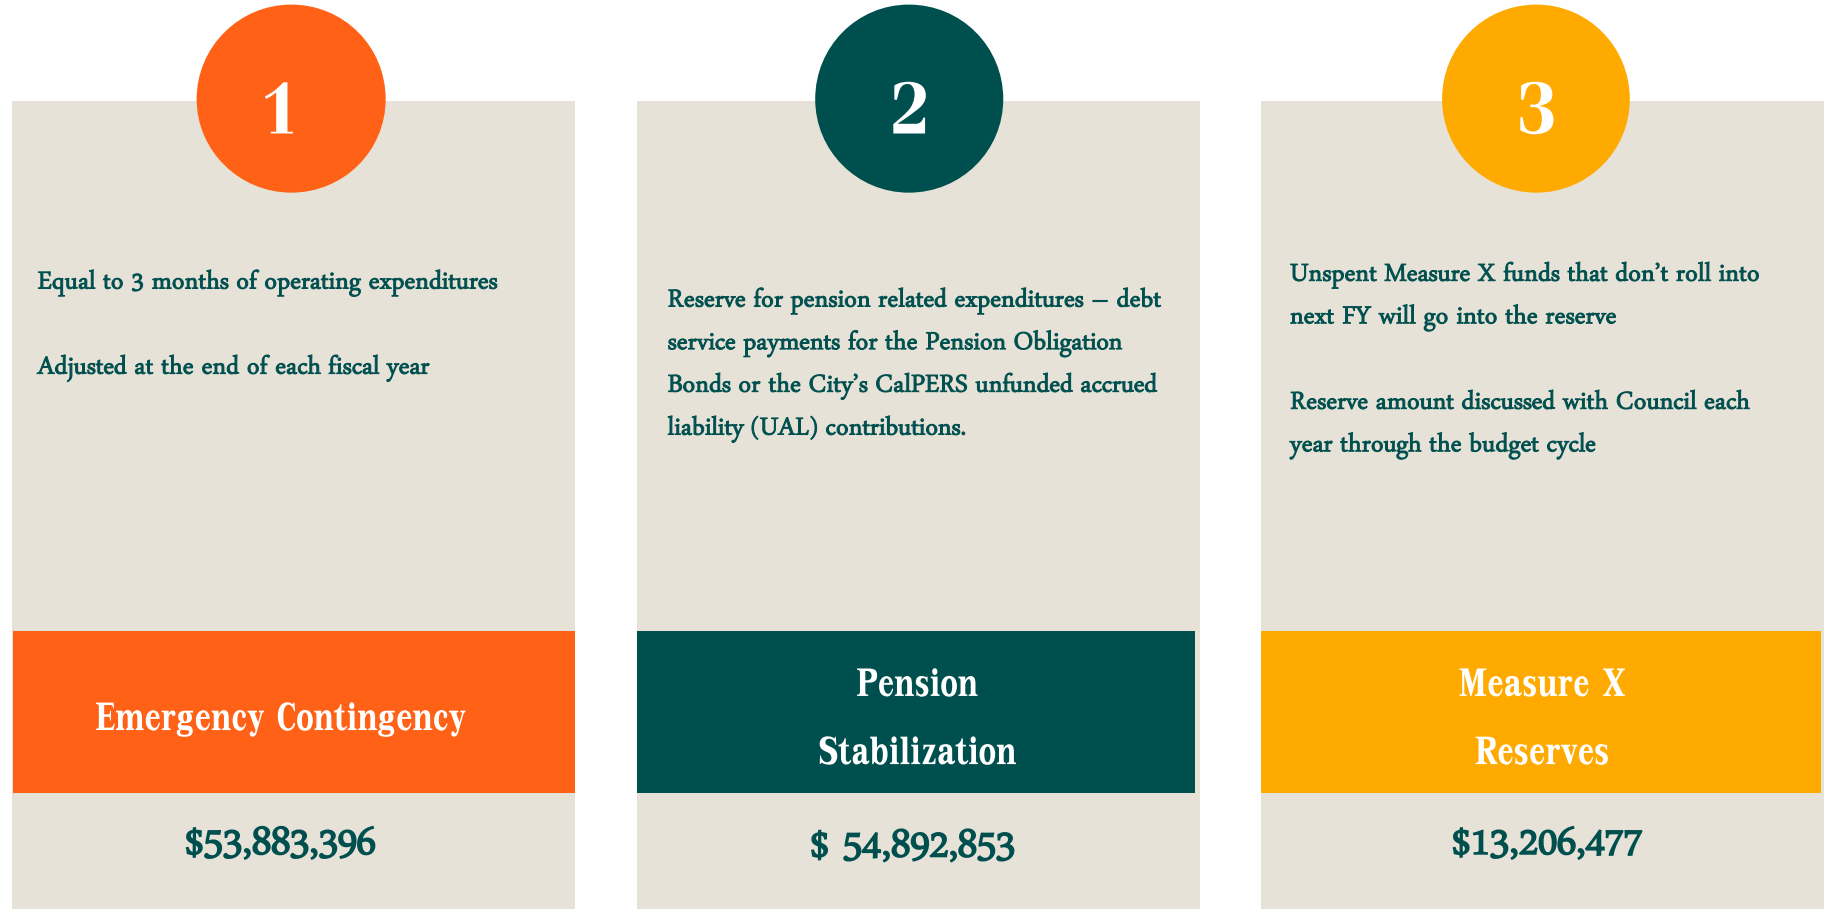 1
Equal to 3 months of operating expenditures
Adjusted at the end of each fiscal year
Emergency Contingency
$53,883,396
2
Reserve for pension related expenditures – debt
service payments for the Pension Obligation
Bonds or the City’s CalPERS unfunded accrued
liability (UAL) contributions.
Pension
Stabilization
$ 54,892,853
3
Unspent Measure X funds that don’t roll into
next FY will go into the reserve
Reserve amount discussed with Council each
year through the budget cycle
Measure X
Reserves
$13,206,477